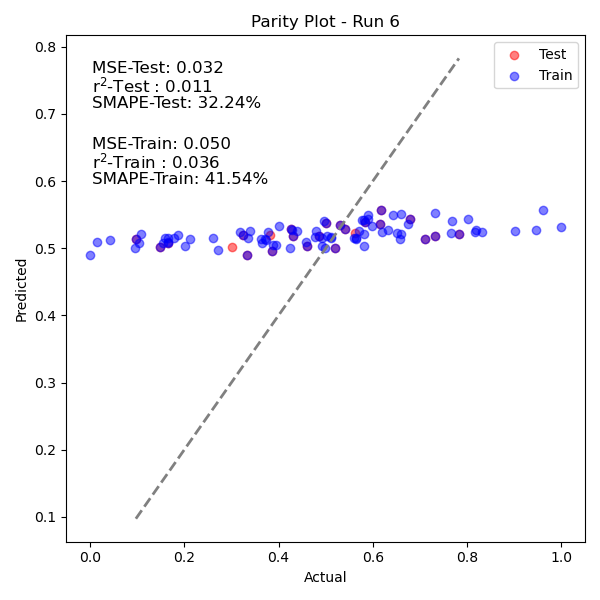 Parity Plot - Run 6
MSE-Test: 0.032
r²-Test : 0.011
SMAPE-Test: 32.24%
MSE-Train: 0.050
r²-Train : 0.036
SMAPE-Train: 41.54%
Test
Train
0.8
0.7
0.6
0.5
0.4
0.3
0.2
0.1
Predicted
0.0 0.2 0.4 0.6 0.8 1.0
Actual